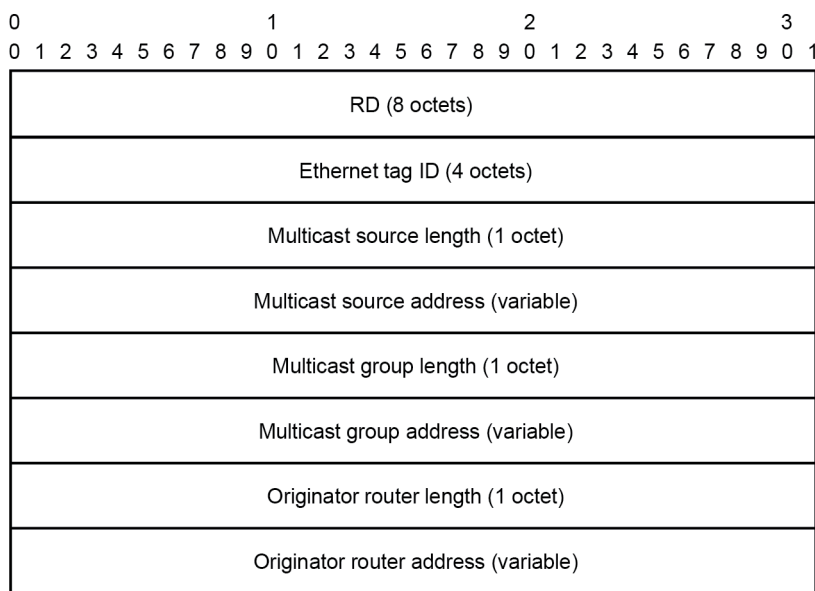 0 1 2 3
0 1 2 3 4 5 6 7 8 9 0 1 2 3 4 5 6 7 8 9 0 1 2 3 4 5 6 7 8 9 0 1
RD (8 octets)
Ethernet tag ID (4 octets)
Multicast source length (1 octet)
Multicast source address (variable)
Multicast group length (1 octet)
Multicast group address (variable)
Originator router length (1 octet)
Originator router address (variable)